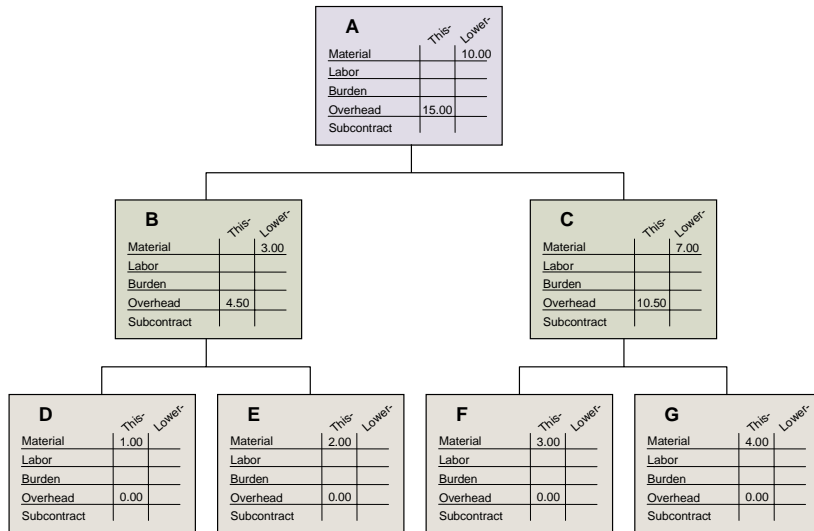 A
This- Lower-
Material 10.00
Labor
Burden
Overhead 15.00
Subcontract
B
This- Lower-
Material 3.00
Labor
Burden
Overhead 4.50
Subcontract
C
This- Lower-
Material 7.00
Labor
Burden
Overhead 10.50
Subcontract
D
This- Lower-
Material 1.00
Labor
Burden
Overhead 0.00
Subcontract
E
This- Lower-
Material 2.00
Labor
Burden
Overhead 0.00
Subcontract
F
This- Lower-
Material 3.00
Labor
Burden
Overhead 0.00
Subcontract
G
This- Lower-
Material 4.00
Labor
Burden
Overhead 0.00
Subcontract